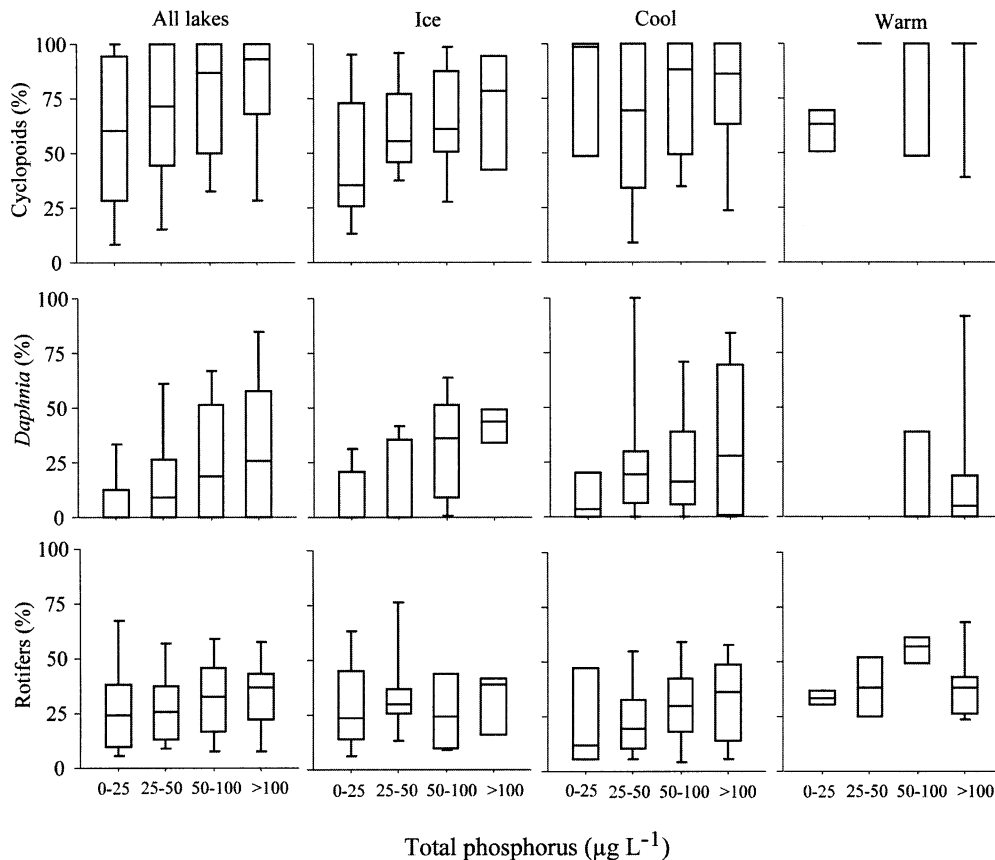 All lakes Ice Cool Warm
Cyclopoids (%)
100
75
50
25
0
Daphnia (%)
100
75
50
25
0
Rotifers (%)
100
75
50
25
0
0-25 25-50 50-100 >100 0-25 25-50 50-100 >100 0-25 25-50 50-100 >100 0-25 25-50 50-100 >100
Total phosphorus (µg L⁻¹)